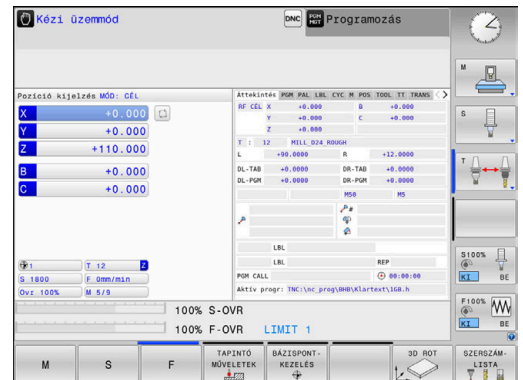 Kézi üzemmód
DNC
PGM MGT
Programozás
Pozíció kijelzés MÓD: CÉL
X +0.000
Y +0.000
Z +110.000
B +0.000
C +0.000
1 T 12 Z
S 1800 F 0mm/min
Ovr 100% M 5/9
Áttekintés PGM PAL LBL CYC M POS TOOL TT TRANS
RF CÉL X +0.000 B +0.000
Y +0.000 C +0.000
Z +0.000
T : 12 MILL_D24_ROUGH
L +90.0000 R +12.0000
DL-TAB +0.0000 DR-TAB +0.0000
DL-PGM +0.0000 DR-PGM +0.0000
M50 M5
P #
LBL
LBL REP
PGM CALL 00:00:00
Aktív progr: TNC:\nc_prog\BHB\Klartext\1GB.h
100% S-OVR
100% F-OVR LIMIT 1
M
S
T
S100%
KI BE
F100%
KI BE
M
S
F
TAPINTÓ MŰVELETEK
BÁZISPONT-KEZELÉS
3D ROT
SZERSZÁM-LISTA